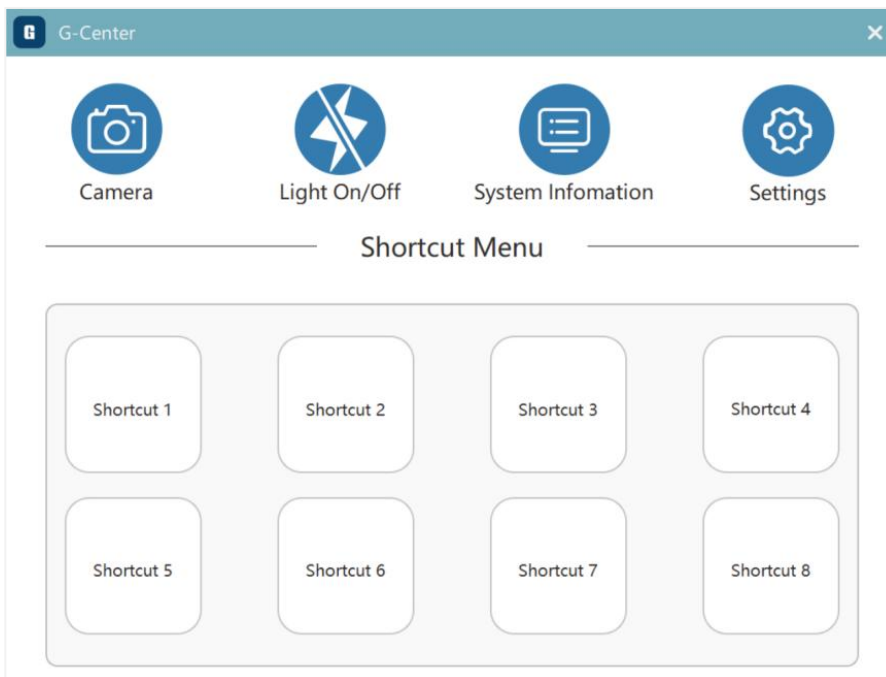 G G-Center
Camera Light On/Off System Infomation Settings
Shortcut Menu
Shortcut 1 Shortcut 2 Shortcut 3 Shortcut 4
Shortcut 5 Shortcut 6 Shortcut 7 Shortcut 8